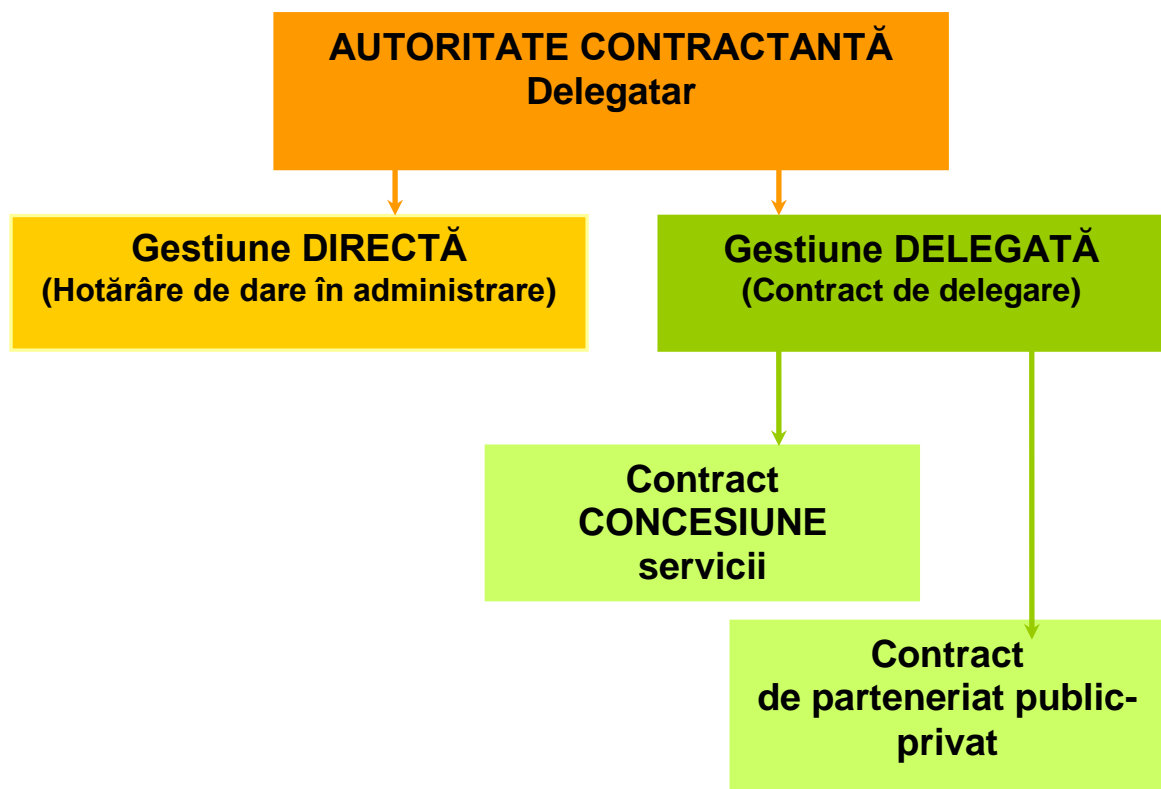 AUTORITATE CONTRACTANTĂ
Delegatar
Gestiune DIRECTĂ
(Hotărâre de dare în administrare)
Gestiune DELEGATĂ
(Contract de delegare)
Contract
CONCESIUNE
servicii
Contract
de parteneriat public-
privat